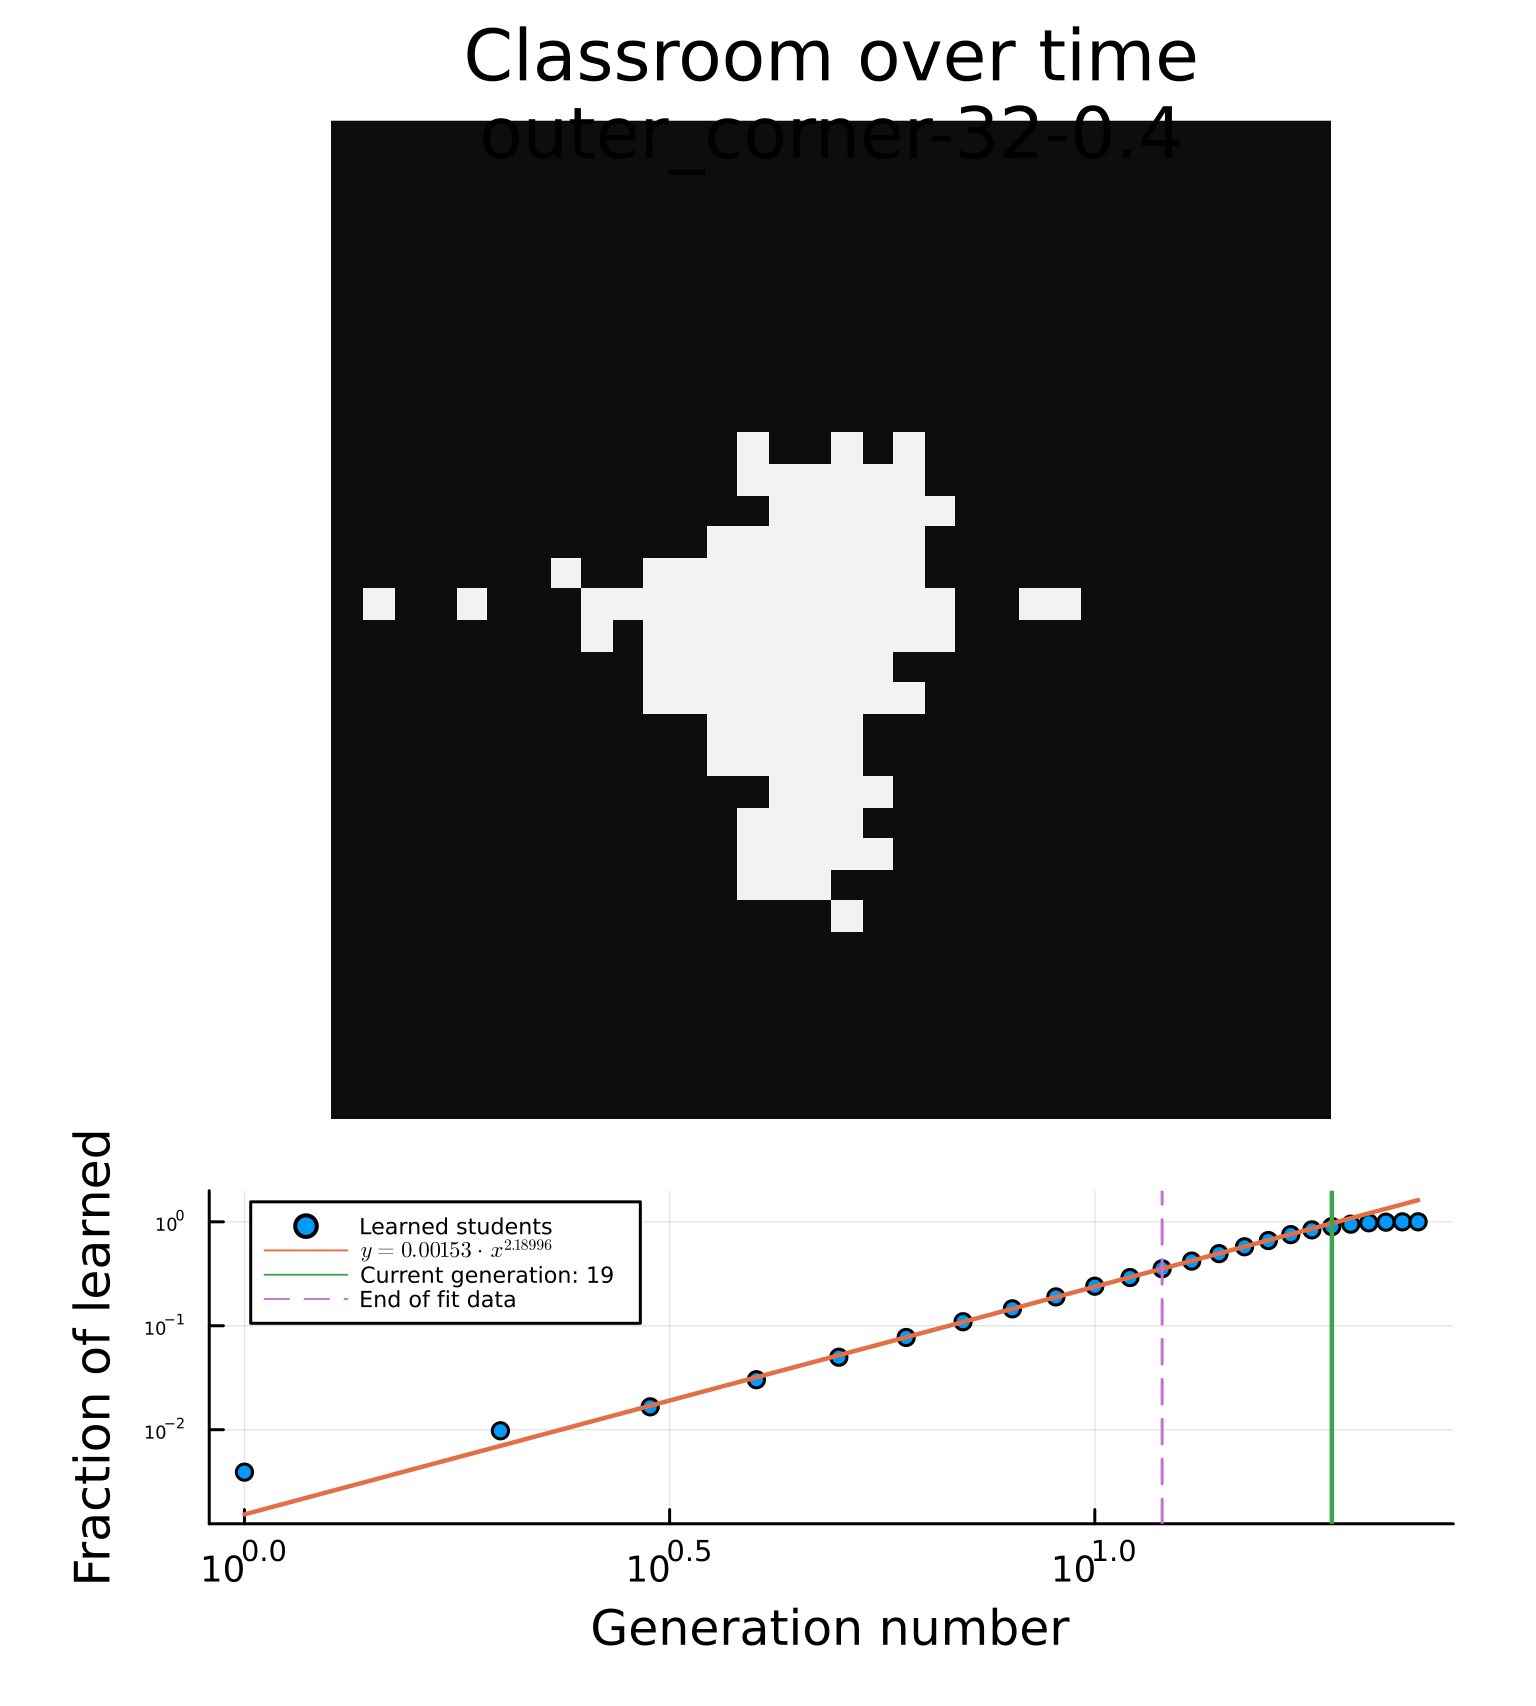 Classroom over time
outer_corner-32-0.4
Fraction of learned
10^0
10^−1
10^−2
Learned students
y = 0.00153 · x^2.18996
Current generation: 19
End of fit data
10^0.0
10^0.5
10^1.0
Generation number